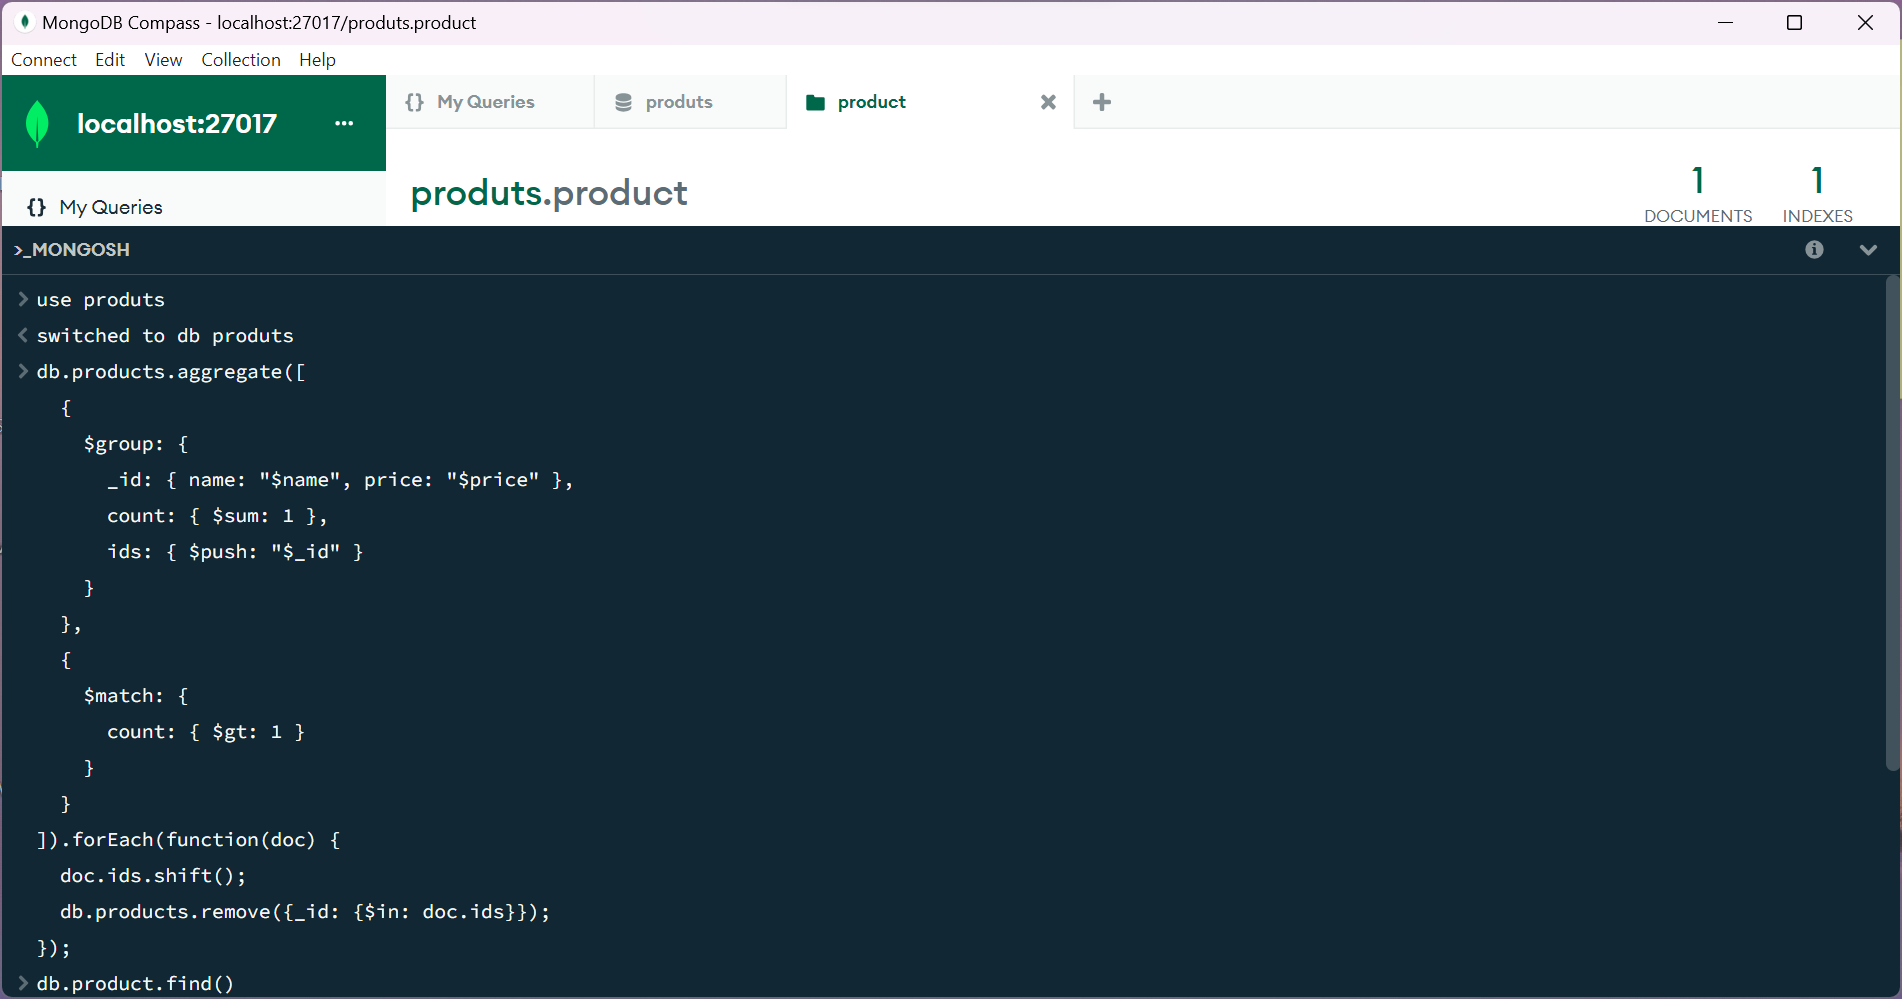 MongoDB Compass - localhost:27017/produts.product
Connect Edit View Collection Help
localhost:27017 ...
{} My Queries
produts
product
{} My Queries
produts.product
1
DOCUMENTS
1
INDEXES
>_MONGOSH
> use produts
< switched to db produts
> db.products.aggregate([
{
$group: {
_id: { name: "$name", price: "$price" },
count: { $sum: 1 },
ids: { $push: "$_id" }
}
},
{
$match: {
count: { $gt: 1 }
}
}
]).forEach(function(doc) {
doc.ids.shift();
db.products.remove({_id: {$in: doc.ids}});
});
> db.product.find()